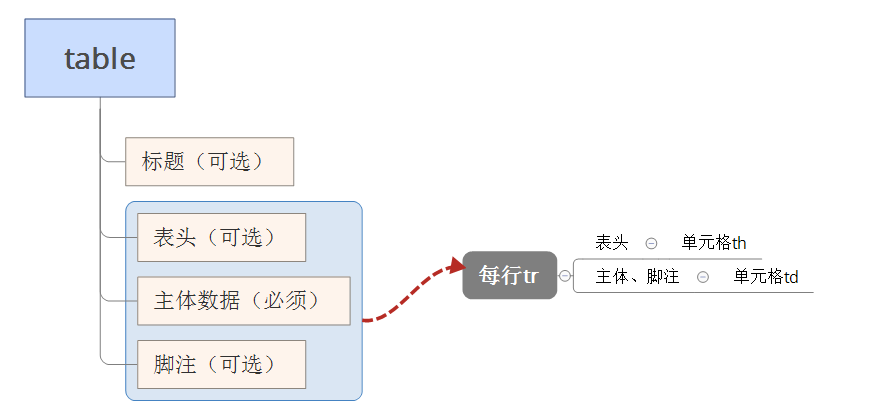 table
标题（可选）
表头（可选）
主体数据（必须）
脚注（可选）
每行tr
表头 单元格th
主体、脚注 单元格td